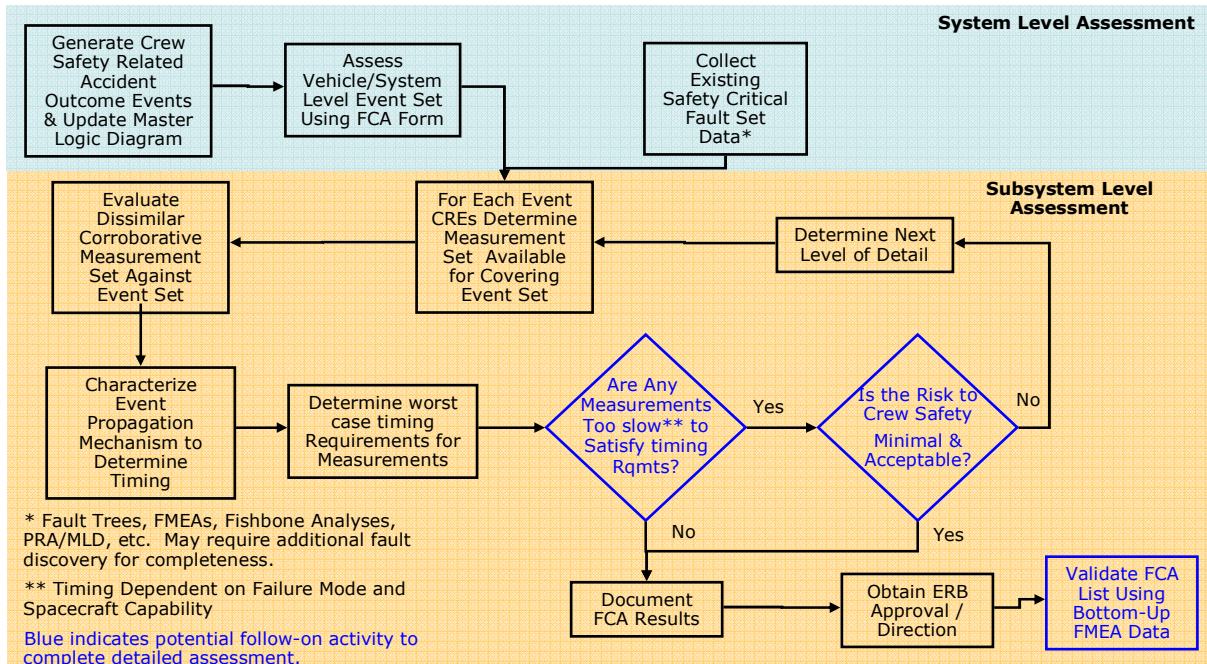 System Level Assessment
Generate Crew
Safety Related
Accident
Outcome Events
& Update Master
Logic Diagram
Assess
Vehicle/System
Level Event Set
Using FCA Form
Collect
Existing
Safety Critical
Fault Set
Data*
Subsystem Level
Assessment
Evaluate
Dissimilar
Corroborative
Measurement
Set Against
Event Set
For Each Event
CREs Determine
Measurement
Set Available
for Covering
Event Set
Determine Next
Level of Detail
Characterize
Event
Propagation
Mechanism to
Determine
Timing
Determine worst
case timing
Requirements for
Measurements
Are Any
Measurements
Too slow** to
Satisfy timing
Rqmts?
Yes
Is the Risk to
Crew Safety
Minimal &
Acceptable?
No
No
Yes
* Fault Trees, FMEAs, Fishbone Analyses,
PRA/MLD, etc. May require additional fault
discovery for completeness.
** Timing Dependent on Failure Mode and
Spacecraft Capability
Blue indicates potential follow-on activity to
complete detailed assessment.
Document
FCA Results
Obtain ERB
Approval /
Direction
Validate FCA
List Using
Bottom-Up
FMEA Data